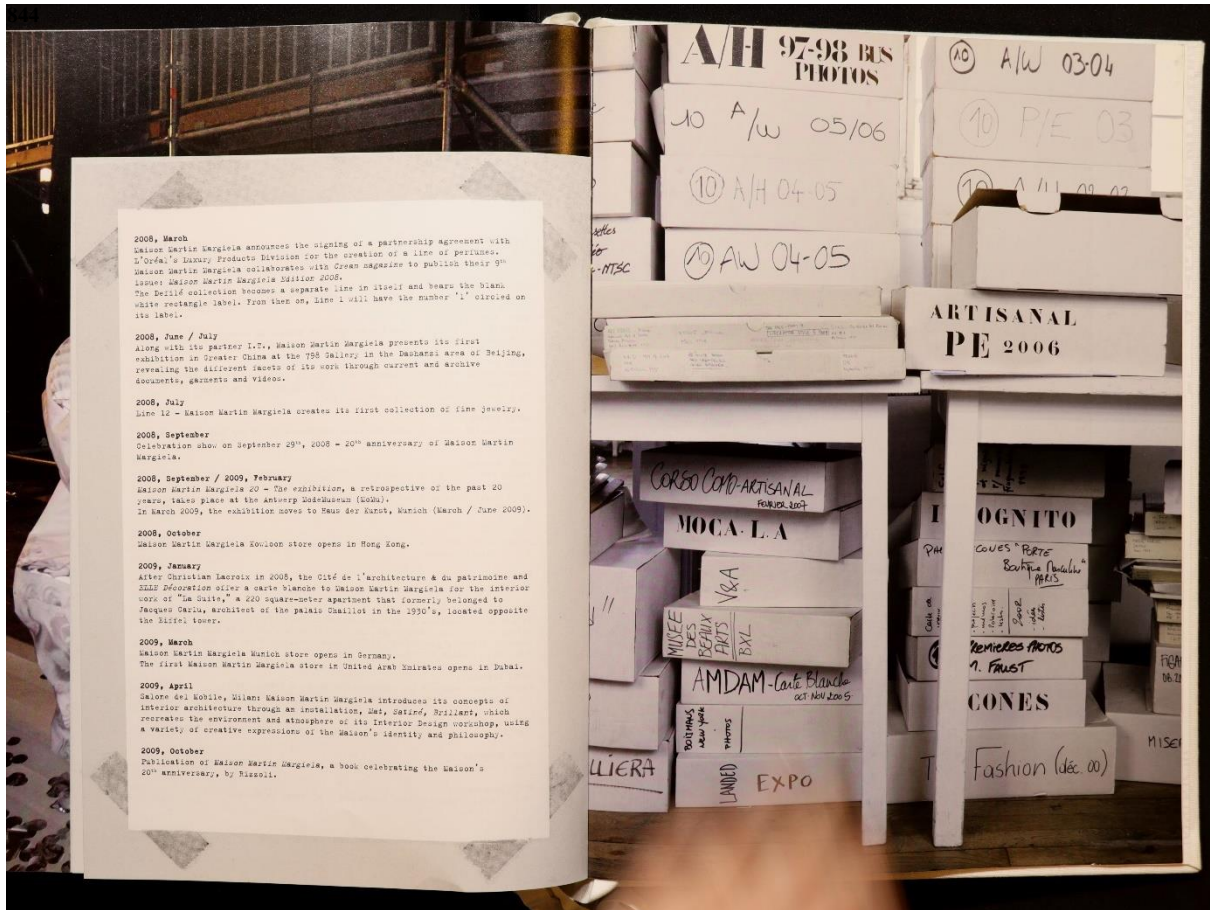 2008, March
Maison Martin Margiela announces the signing of a partnership agreement with
L'Oréal's Luxury Products Division for the creation of a line of perfumes.
Maison Martin Margiela collaborates with Cream magazine to publish their 9th
issue: Maison Martin Margiela Edition 2008.
The Defilé collection becomes a separate line in itself and bears the blank
white rectangle label. From then on, Line 1 will have the number '1' circled on
its label.
2008, June / July
Along with its partner I.T., Maison Martin Margiela presents its first
exhibition in Greater China at the 798 Gallery in the Dashanzi area of Beijing,
revealing the different facets of its work through current and archive
documents, garments and videos.
2008, July
Line 12 - Maison Martin Margiela creates its first collection of fine jewelry.
2008, September
Celebration show on September 29th, 2008 - 20th anniversary of Maison Martin
Margiela.
2008, September / 2009, February
Maison Martin Margiela 20 - The exhibition, a retrospective of the past 20
years, takes place at the Antwerp ModeMuseum (MoMu).
In March 2009, the exhibition moves to Haus der Kunst, Munich (March / June 2009).
2008, October
Maison Martin Margiela Kowloon store opens in Hong Kong.
2009, January
After Christian Lacroix in 2008, the Cité de l'architecture & du patrimoine and
ELLE Décoration offer a carte blanche to Maison Martin Margiela for the interior
work of "La Suite," a 220 square-meter apartment that formerly belonged to
Jacques Carlu, architect of the palais Chaillot in the 1930's, located opposite
the Eiffel tower.
2009, March
Maison Martin Margiela Munich store opens in Germany.
The first Maison Martin Margiela store in United Arab Emirates opens in Dubai.
2009, April
Salone del Mobile, Milan: Maison Martin Margiela introduces its concepts of
interior architecture through an installation, Mat, Satiné, Brillant, which
recreates the environment and atmosphere of its Interior Design workshop, using
a variety of creative expressions of the Maison's identity and philosophy.
2009, October
Publication of Maison Martin Margiela, a book celebrating the Maison's
20th anniversary, by Rizzoli.
A/H 97-98 BUS
PHOTOS
10 A/W 05/06
10 A/H 04-05
10 AW 04-05
NTSC
10 A/W 03-04
10 P/E 03
10
ARTISANAL
PE 2006
CORSO COMO-ARTISANAL
FEVRIER 2007
MOCA-L.A
V&A
MUSEE
DES
BEAUX
ARTS
BXL
AMDAM-Carte Blanche
OCT-NOV 2005
BOIJMANS
NEW YORK
PHOTOS
LLIERA
LANDED
EXPO
I OGNITO
CONES "PORTE
PARIS
PREMIERES PHOTOS
M. FAUST
CONES
T Fashion (déc. 00)
MISE